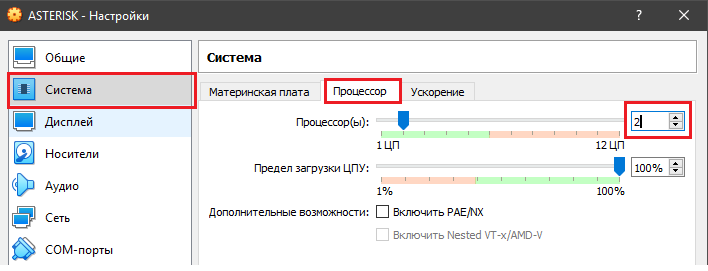 ASTERISK - Настройки
?
Общие
Система
Дисплей
Носители
Аудио
Сеть
COM-порты
Система
Материнская плата Процессор Ускорение
Процессор(ы): 2
1 ЦП 12 ЦП
Предел загрузки ЦПУ: 100%
1% 100%
Дополнительные возможности: Включить PAE/NX
Включить Nested VT-x/AMD-V